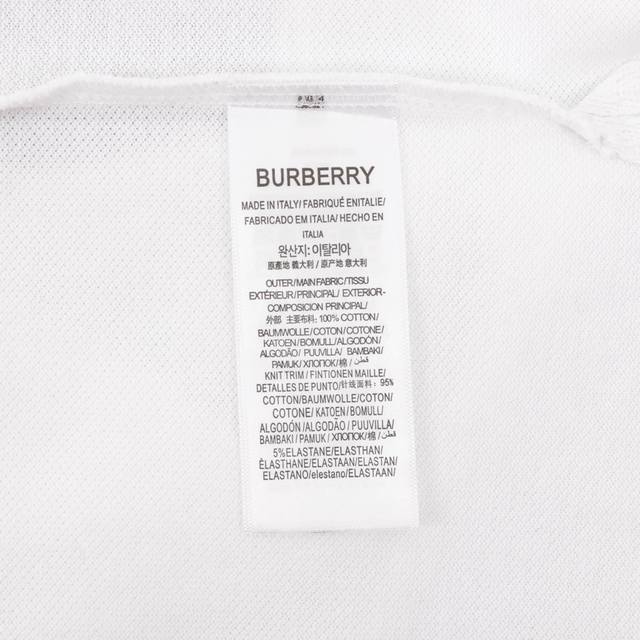 BURBERRY
MADE IN ITALY/ FABRIQUÉ ENITALIE/
FABRICADO EM ITALIA/ HECHO EN
ITALIA
완산지: 이탈리아
原產地 義大利 / 原产地 意大利
OUTER/MAIN FABRIC/TISSU
EXTÉRIEUR/PRINCIPAL/ EXTERIOR-
COMPOSICION PRINCIPAL/
外部 主要布料: 100% COTTON/
BAUMWOLLE/COTON/COTONE/
KATOEN/BOMULL/ALGODÓN/
ALGODÃO/ PUUVILLA/ BAMBAKI/
PAMUK/ ХЛОПОК/棉 / قطن /
KNIT TRIM / FINTIONEN MAILLE/
DETALLES DE PUNTO/针线面料: 95%
COTTON/BAUMWOLLE/COTON/
COTONE/ KATOEN/ BOMULL/
ALGODÓN/ALGODÃO/ PUUVILLA/
BAMBAKI / PAMUK / ХЛОПОК/棉/ قطن
5%ELASTANE/ELASTHAN/
ÈLASTHANE/ELASTAAN/ELASTAN/
ELASTANO/elestano/ELASTAAN/